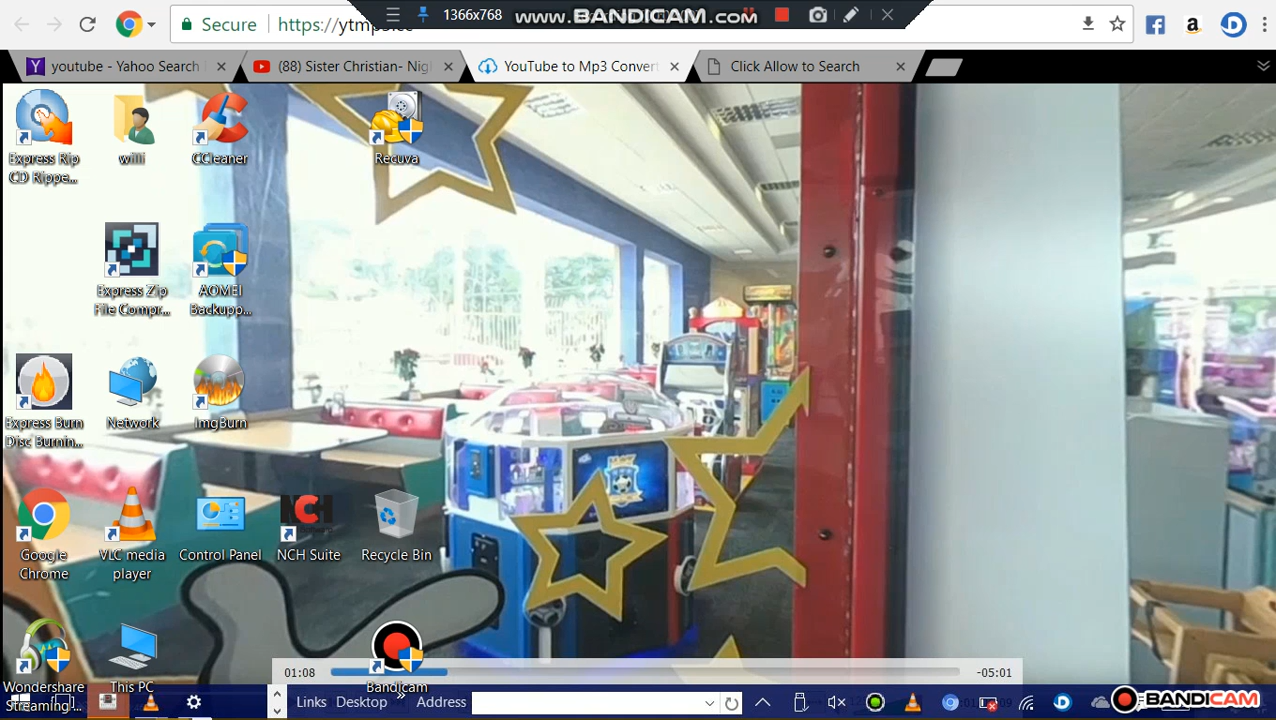 1366x768
www.BANDICAM.com
Secure
https://ytmp3.cc
youtube - Yahoo Search
(88) Sister Christian- Nig
YouTube to Mp3 Convert
Click Allow to Search
Express Rip
CD Rippe...
willi
CCleaner
Recuva
Express Zip
File Compr...
AOMEI
Backuppo...
Express Burn
Disc Burnin...
Network
ImgBurn
Google
Chrome
VLC media
player
Control Panel
NCH
NCH Suite
Recycle Bin
Wondershare
Streaming...
This PC
Bandicam
01:08
-05:01
Links
Desktop
»
Address
BANDICAM